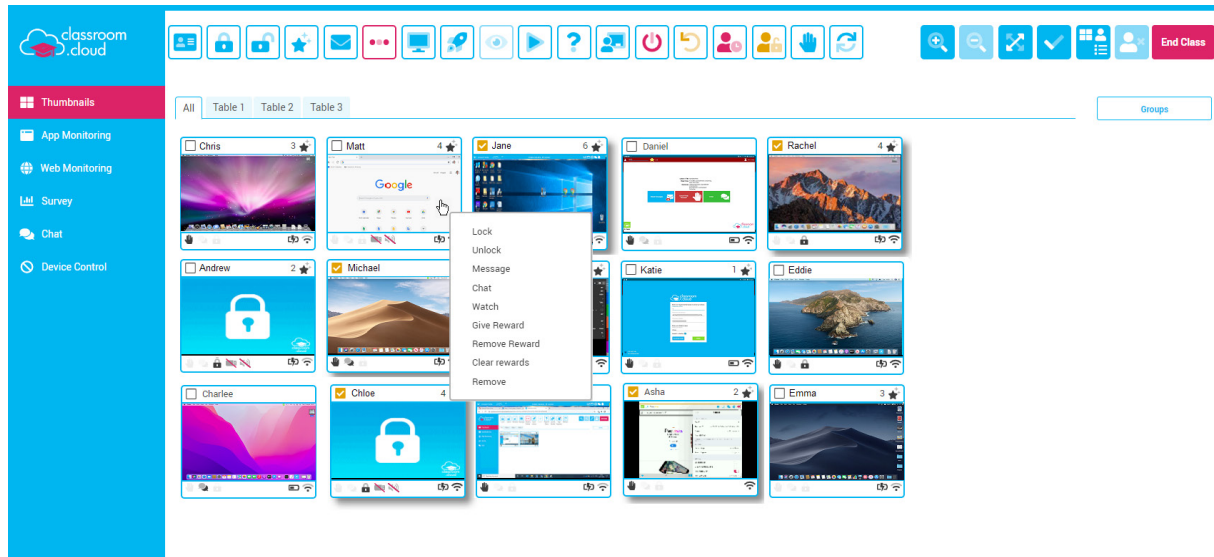 classroom
.cloud
End Class
Thumbnails
App Monitoring
Web Monitoring
Survey
Chat
Device Control
All Table 1 Table 2 Table 3
Groups
Chris 3
Matt 4
Jane 6
Daniel
Rachel 4
Google
Lock
Unlock
Message
Chat
Watch
Give Reward
Remove Reward
Clear rewards
Remove
Andrew 2
Michael
Katie 1
Eddie
classroom
.cloud
Charlee
Chloe 4
Asha 2
Emma 3